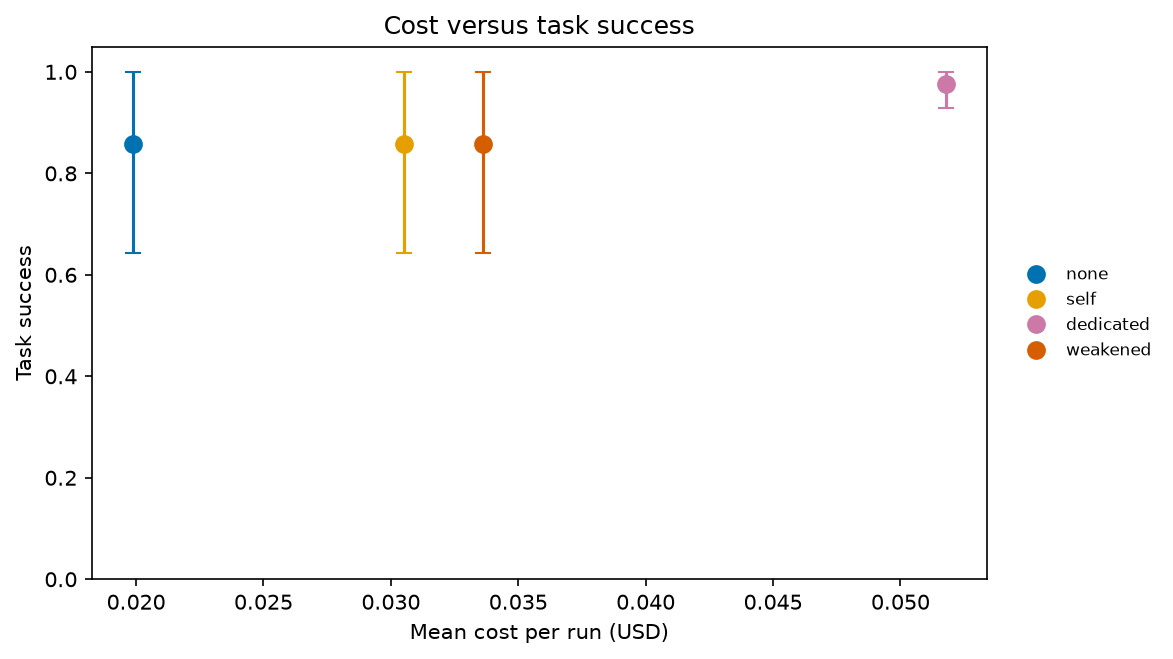 Cost versus task success
Task success
1.0
0.8
0.6
0.4
0.2
0.0
0.020 0.025 0.030 0.035 0.040 0.045 0.050
Mean cost per run (USD)
none
self
dedicated
weakened